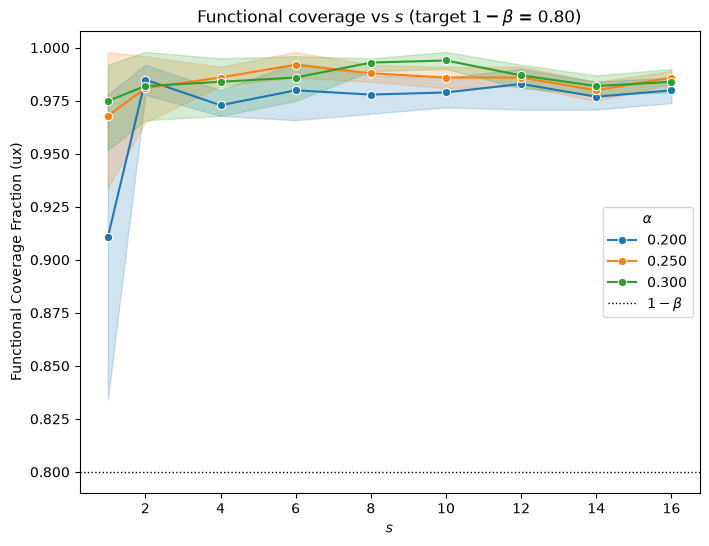 Functional coverage vs s (target 1 − β = 0.80)
1.000
0.975
0.950
0.925
0.900
0.875
0.850
0.825
0.800
Functional Coverage Fraction (ux)
α
0.200
0.250
0.300
1 − β
2 4 6 8 10 12 14 16
s